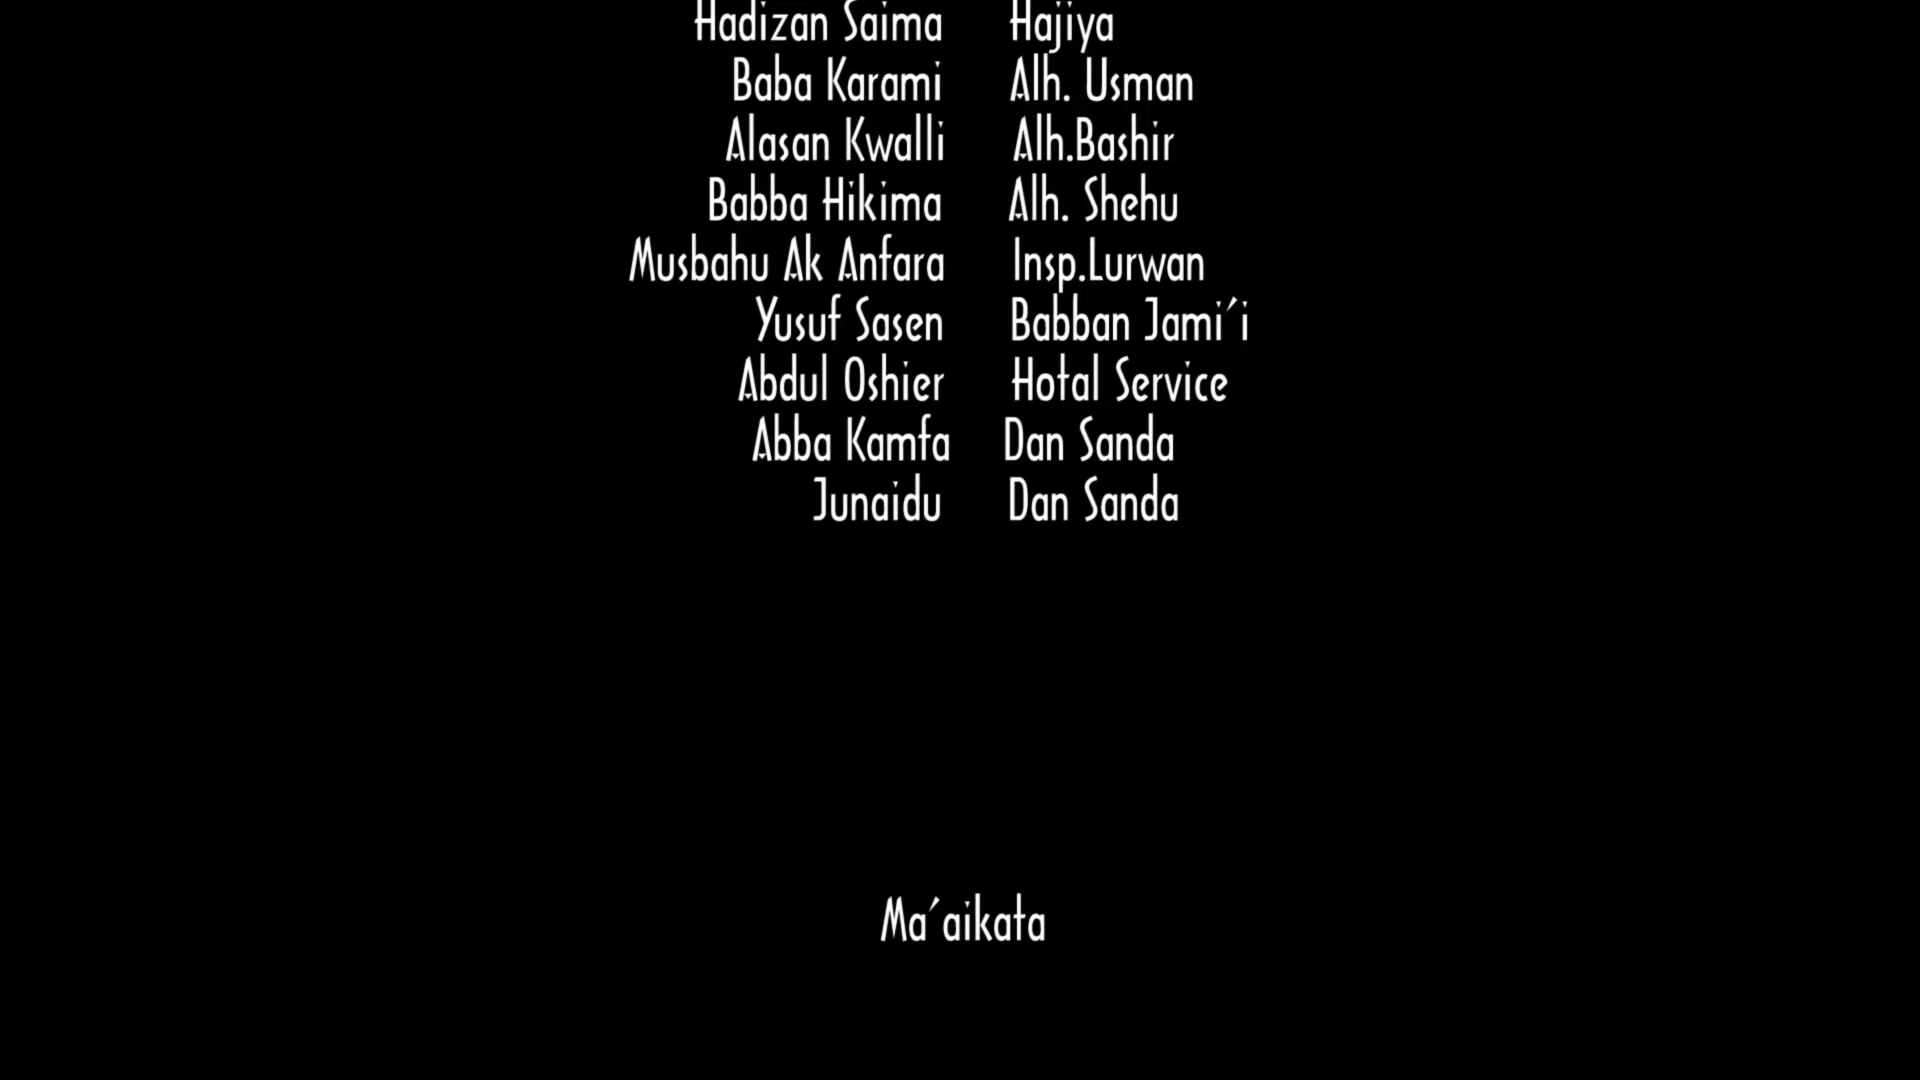 Hadizan Saima Hajiya
Baba Karami Alh. Usman
Alasan Kwalli Alh.Bashir
Babba Hikima Alh. Shehu
Musbahu Ak Anfara Insp.Lurwan
Yusuf Sasen Babban Jami'i
Abdul Oshier Hotal Service
Abba Kamfa Dan Sanda
Junaidu Dan Sanda
Ma'aikata